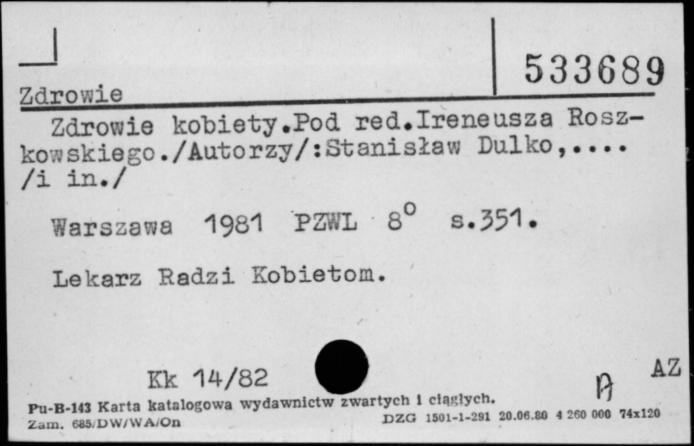 533689
Zdrowie
Zdrowie kobiety.Pod red.Ireneusza Rosz-
kowskiego./Autorzy/:Stanisław Dulko,....
/i in./
Warszawa 1981 PZWL 8° s.351.
Lekarz Radzi Kobietom.
Kk 14/82
AZ
Pu-B-143 Karta katalogowa wydawnictw zwartych i ciągłych.
Zam. 685/DW/WA/On DZG 1501-1-291 20.06.80 4 260 000 74x120